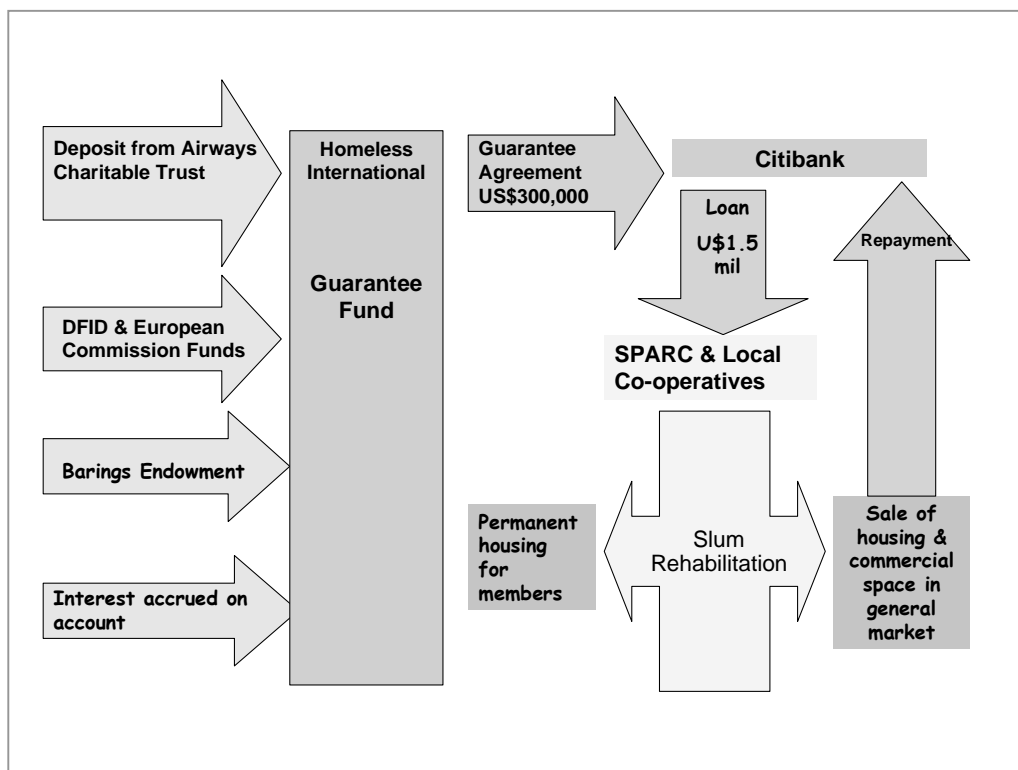 Deposit from Airways
Charitable Trust
DFID & European
Commission Funds
Barings Endowment
Interest accrued on
account
Homeless
International
Guarantee
Fund
Guarantee
Agreement
US$300,000
Citibank
Loan
U$1.5
mil
Repayment
SPARC & Local
Co-operatives
Permanent
housing
for
members
Slum
Rehabilitation
Sale of
housing &
commercial
space in
general
market